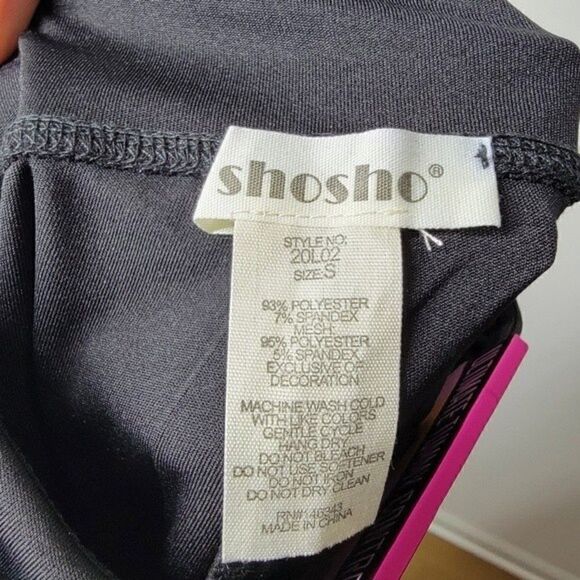 shosho®
STYLE NO:
20L02
SIZE:S
93% POLYESTER
7% SPANDEX
MESH:
95% POLYESTER
5% SPANDEX
EXCLUSIVE OF
DECORATION
MACHINE WASH COLD
WITH LIKE COLORS
GENTLE CYCLE
HANG DRY
DO NOT BLEACH
DO NOT USE SOFTENER
DO NOT IRON
DO NOT DRY CLEAN
RN#146343
MADE IN CHINA